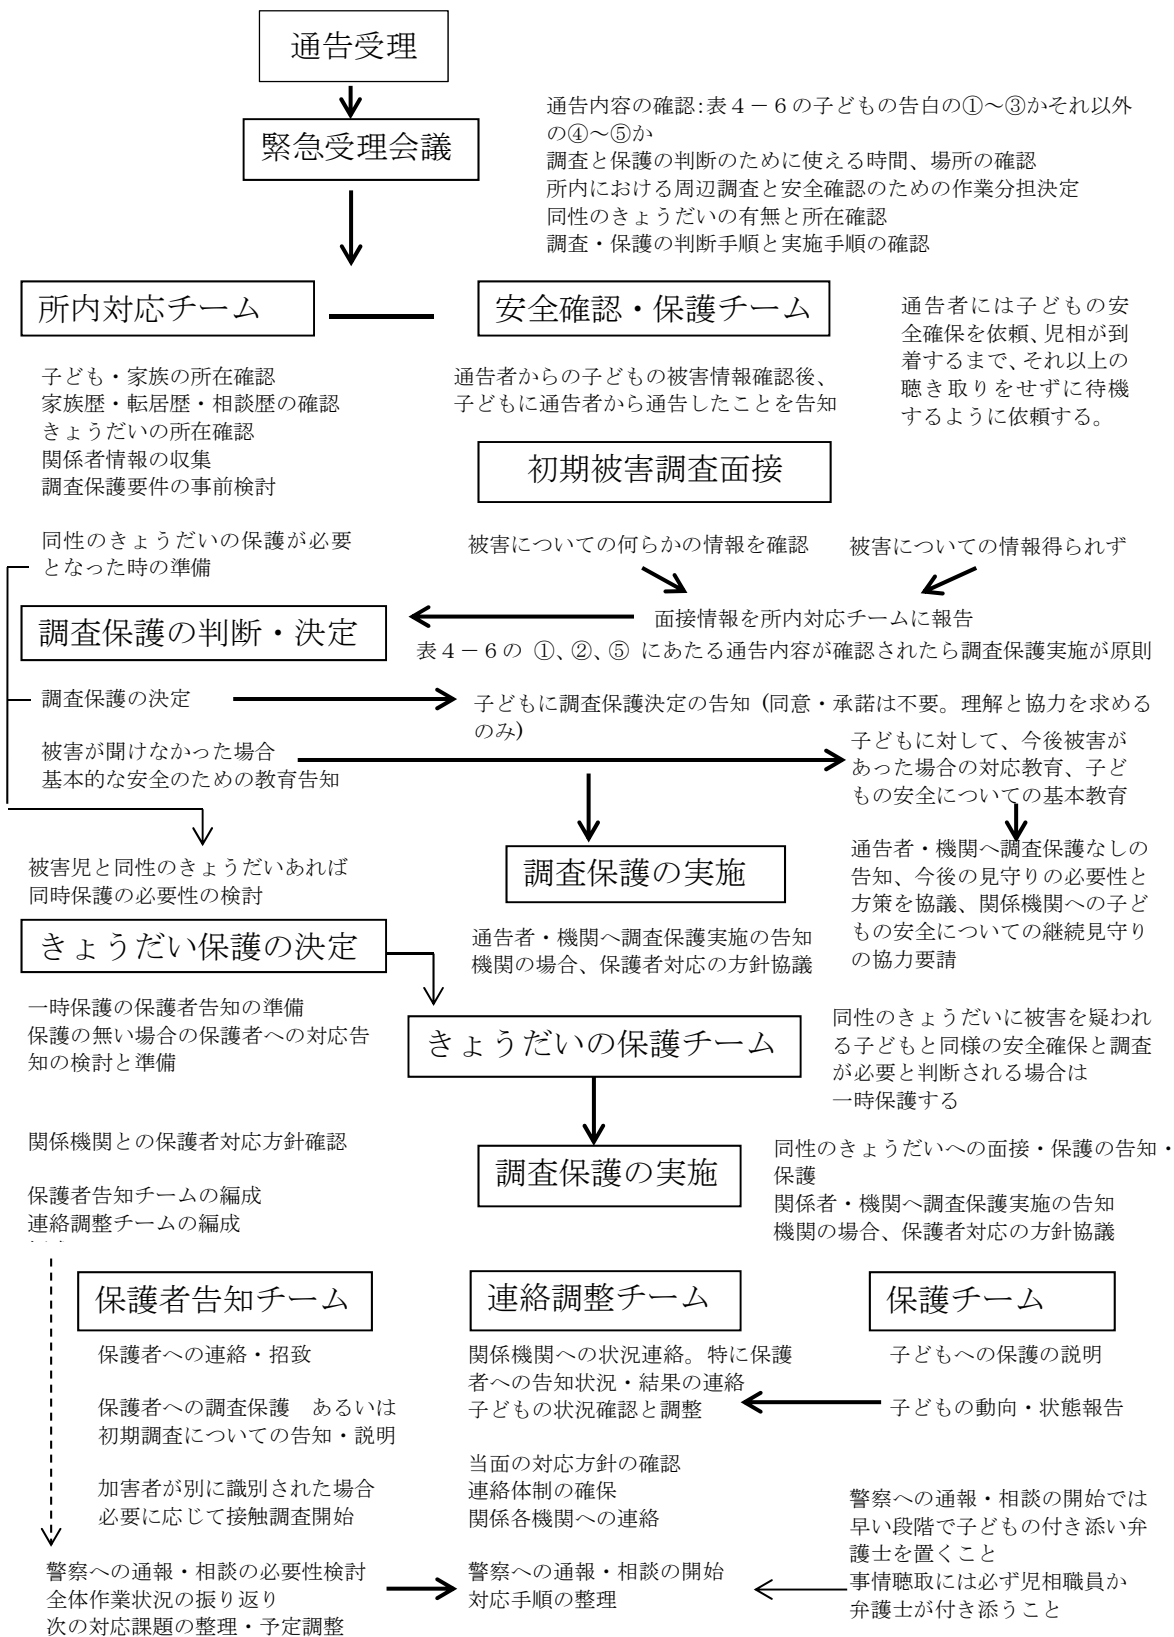 通告受理
緊急受理会議
通告内容の確認:表4-6の子どもの告白の①～③かそれ以外
の④～⑤か
調査と保護の判断のために使える時間、場所の確認
所内における周辺調査と安全確認のための作業分担決定
同性のきょうだいの有無と所在確認
調査・保護の判断手順と実施手順の確認
所内対応チーム
安全確認・保護チーム
通告者には子どもの安
全確保を依頼、児相が到
着するまで、それ以上の
聴き取りをせずに待機
するように依頼する。
子ども・家族の所在確認
家族歴・転居歴・相談歴の確認
きょうだいの所在確認
関係者情報の収集
調査保護要件の事前検討
通告者からの子どもの被害情報確認後、
子どもに通告者から通告したことを告知
初期被害調査面接
同性のきょうだいの保護が必要
となった時の準備
被害についての何らかの情報を確認
被害についての情報得られず
面接情報を所内対応チームに報告
調査保護の判断・決定
表4-6の ①、②、⑤ にあたる通告内容が確認されたら調査保護実施が原則
調査保護の決定
子どもに調査保護決定の告知 (同意・承諾は不要。理解と協力を求める
のみ)
被害が聞けなかった場合
基本的な安全のための教育告知
子どもに対して、今後被害が
あった場合の対応教育、子ど
もの安全についての基本教育
被害児と同性のきょうだいあれば
同時保護の必要性の検討
調査保護の実施
通告者・機関へ調査保護なしの
告知、今後の見守りの必要性と
方策を協議、関係機関への子ど
もの安全についての継続見守り
の協力要請
きょうだい保護の決定
通告者・機関へ調査保護実施の告知
機関の場合、保護者対応の方針協議
一時保護の保護者告知の準備
保護の無い場合の保護者への対応告
知の検討と準備
きょうだいの保護チーム
同性のきょうだいに被害を疑われ
る子どもと同様の安全確保と調査
が必要と判断される場合は
一時保護する
関係機関との保護者対応方針確認
調査保護の実施
同性のきょうだいへの面接・保護の告知・
保護
関係者・機関へ調査保護実施の告知
機関の場合、保護者対応の方針協議
保護者告知チームの編成
連絡調整チームの編成
保護者告知チーム
連絡調整チーム
保護チーム
保護者への連絡・招致
保護者への調査保護 あるいは
初期調査についての告知・説明
加害者が別に識別された場合
必要に応じて接触調査開始
関係機関への状況連絡。特に保護
者への告知状況・結果の連絡
子どもの状況確認と調整
当面の対応方針の確認
連絡体制の確保
関係各機関への連絡
子どもへの保護の説明
子どもの動向・状態報告
警察への通報・相談の開始では
早い段階で子どもの付き添い弁
護士を置くこと
事情聴取には必ず児相職員か
弁護士が付き添うこと
警察への通報・相談の必要性検討
全体作業状況の振り返り
次の対応課題の整理・予定調整
警察への通報・相談の開始
対応手順の整理